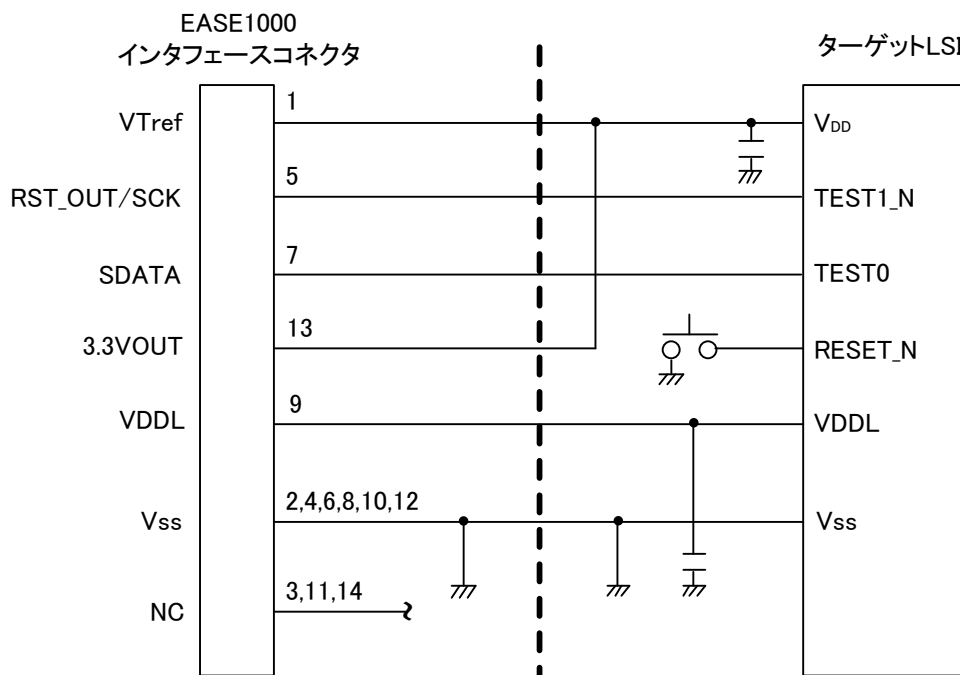 EASE1000
インタフェースコネクタ
ターゲットLSI
VTref
1
VDD
RST_OUT/SCK
5
TEST1_N
SDATA
7
TEST0
3.3VOUT
13
RESET_N
VDDL
9
VDDL
Vss
2,4,6,8,10,12
Vss
NC
3,11,14